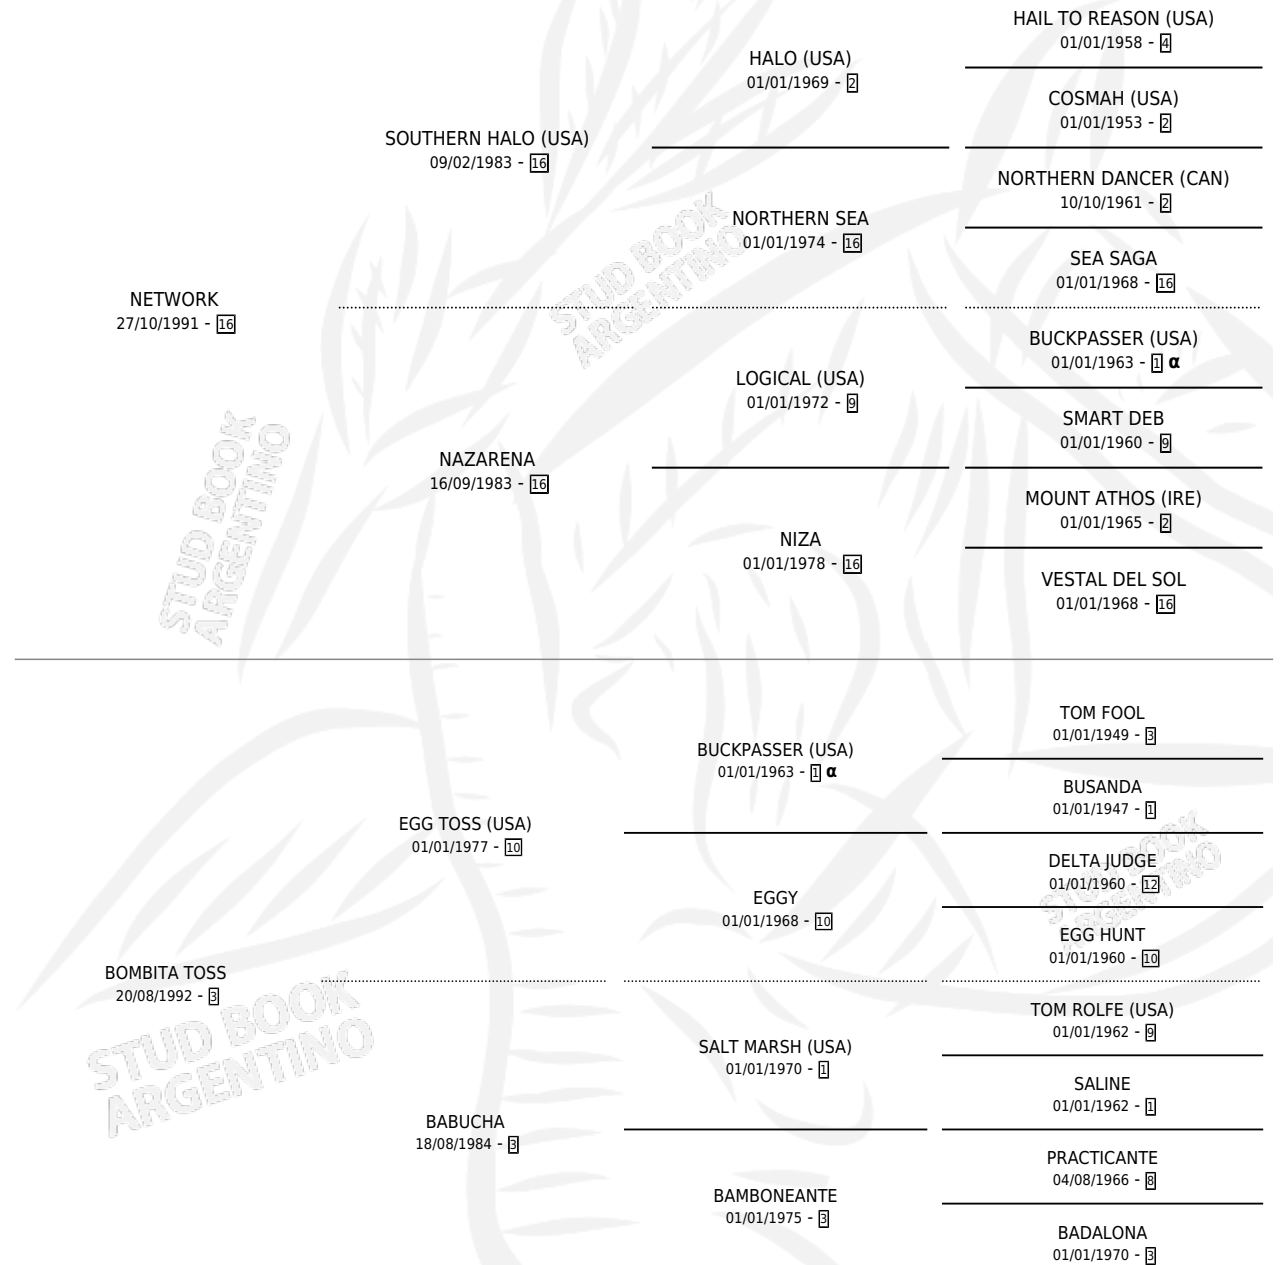 HAIL TO REASON (USA)
01/01/1958 - 4
HALO (USA)
01/01/1969 - 2
COSMAH (USA)
01/01/1953 - 2
SOUTHERN HALO (USA)
09/02/1983 - 16
NORTHERN DANCER (CAN)
10/10/1961 - 2
NORTHERN SEA
01/01/1974 - 16
SEA SAGA
01/01/1968 - 16
STUD BOOK
ARGENTINO
NETWORK
27/10/1991 - 16
BUCKPASSER (USA)
01/01/1963 - 1 α
LOGICAL (USA)
01/01/1972 - 9
SMART DEB
01/01/1960 - 9
NAZARENA
16/09/1983 - 16
MOUNT ATHOS (IRE)
01/01/1965 - 2
NIZA
01/01/1978 - 16
VESTAL DEL SOL
01/01/1968 - 16
STUD BOOK
ARGENTINO
TOM FOOL
01/01/1949 - 3
BUCKPASSER (USA)
01/01/1963 - 1 α
BUSANDA
01/01/1947 - 1
EGG TOSS (USA)
01/01/1977 - 10
DELTA JUDGE
01/01/1960 - 12
STUD BOOK
ARGENTINO
EGGY
01/01/1968 - 10
EGG HUNT
01/01/1960 - 10
BOMBITA TOSS
20/08/1992 - 3
STUD BOOK
ARGENTINO
TOM ROLFE (USA)
01/01/1962 - 9
SALT MARSH (USA)
01/01/1970 - 1
SALINE
01/01/1962 - 1
BABUCHA
18/08/1984 - 3
PRACTICANTE
04/08/1966 - 8
BAMBONEANTE
01/01/1975 - 3
BADALONA
01/01/1970 - 3